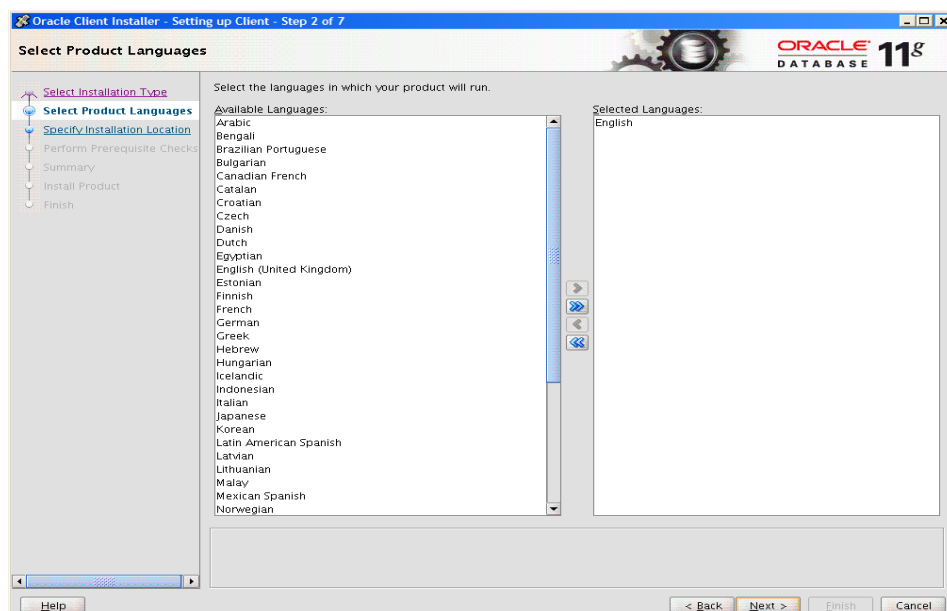 Oracle Client Installer - Setting up Client - Step 2 of 7
Select Product Languages
ORACLE
DATABASE
11g
Select Installation Type
Select Product Languages
Specify Installation Location
Perform Prerequisite Checks
Summary
Install Product
Finish
Select the languages in which your product will run.
Available Languages:
Arabic
Bengali
Brazilian Portuguese
Bulgarian
Canadian French
Catalan
Croatian
Czech
Danish
Dutch
Egyptian
English (United Kingdom)
Estonian
Finnish
French
German
Greek
Hebrew
Hungarian
Icelandic
Indonesian
Italian
Japanese
Korean
Latin American Spanish
Latvian
Lithuanian
Malay
Mexican Spanish
Norwegian
Selected Languages:
English
Help
< Back
Next >
Finish
Cancel